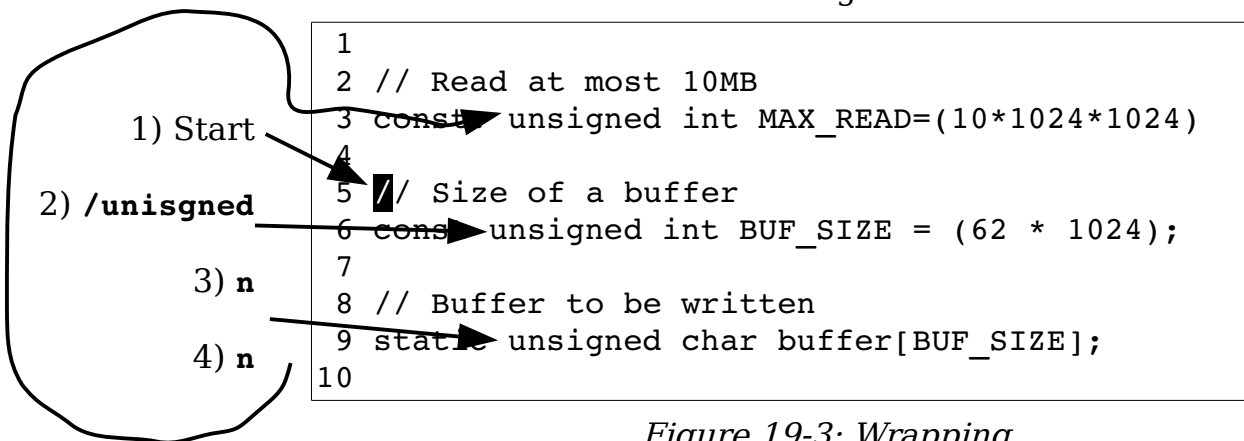 1
2 // Read at most 10MB
1) Start
3 const unsigned int MAX_READ=(10*1024*1024)
4
5 // Size of a buffer
2) /unisgned
6 const unsigned int BUF_SIZE = (62 * 1024);
7
3) n
8 // Buffer to be written
9 static unsigned char buffer[BUF_SIZE];
4) n
10
Figure 19-3: Wrapping